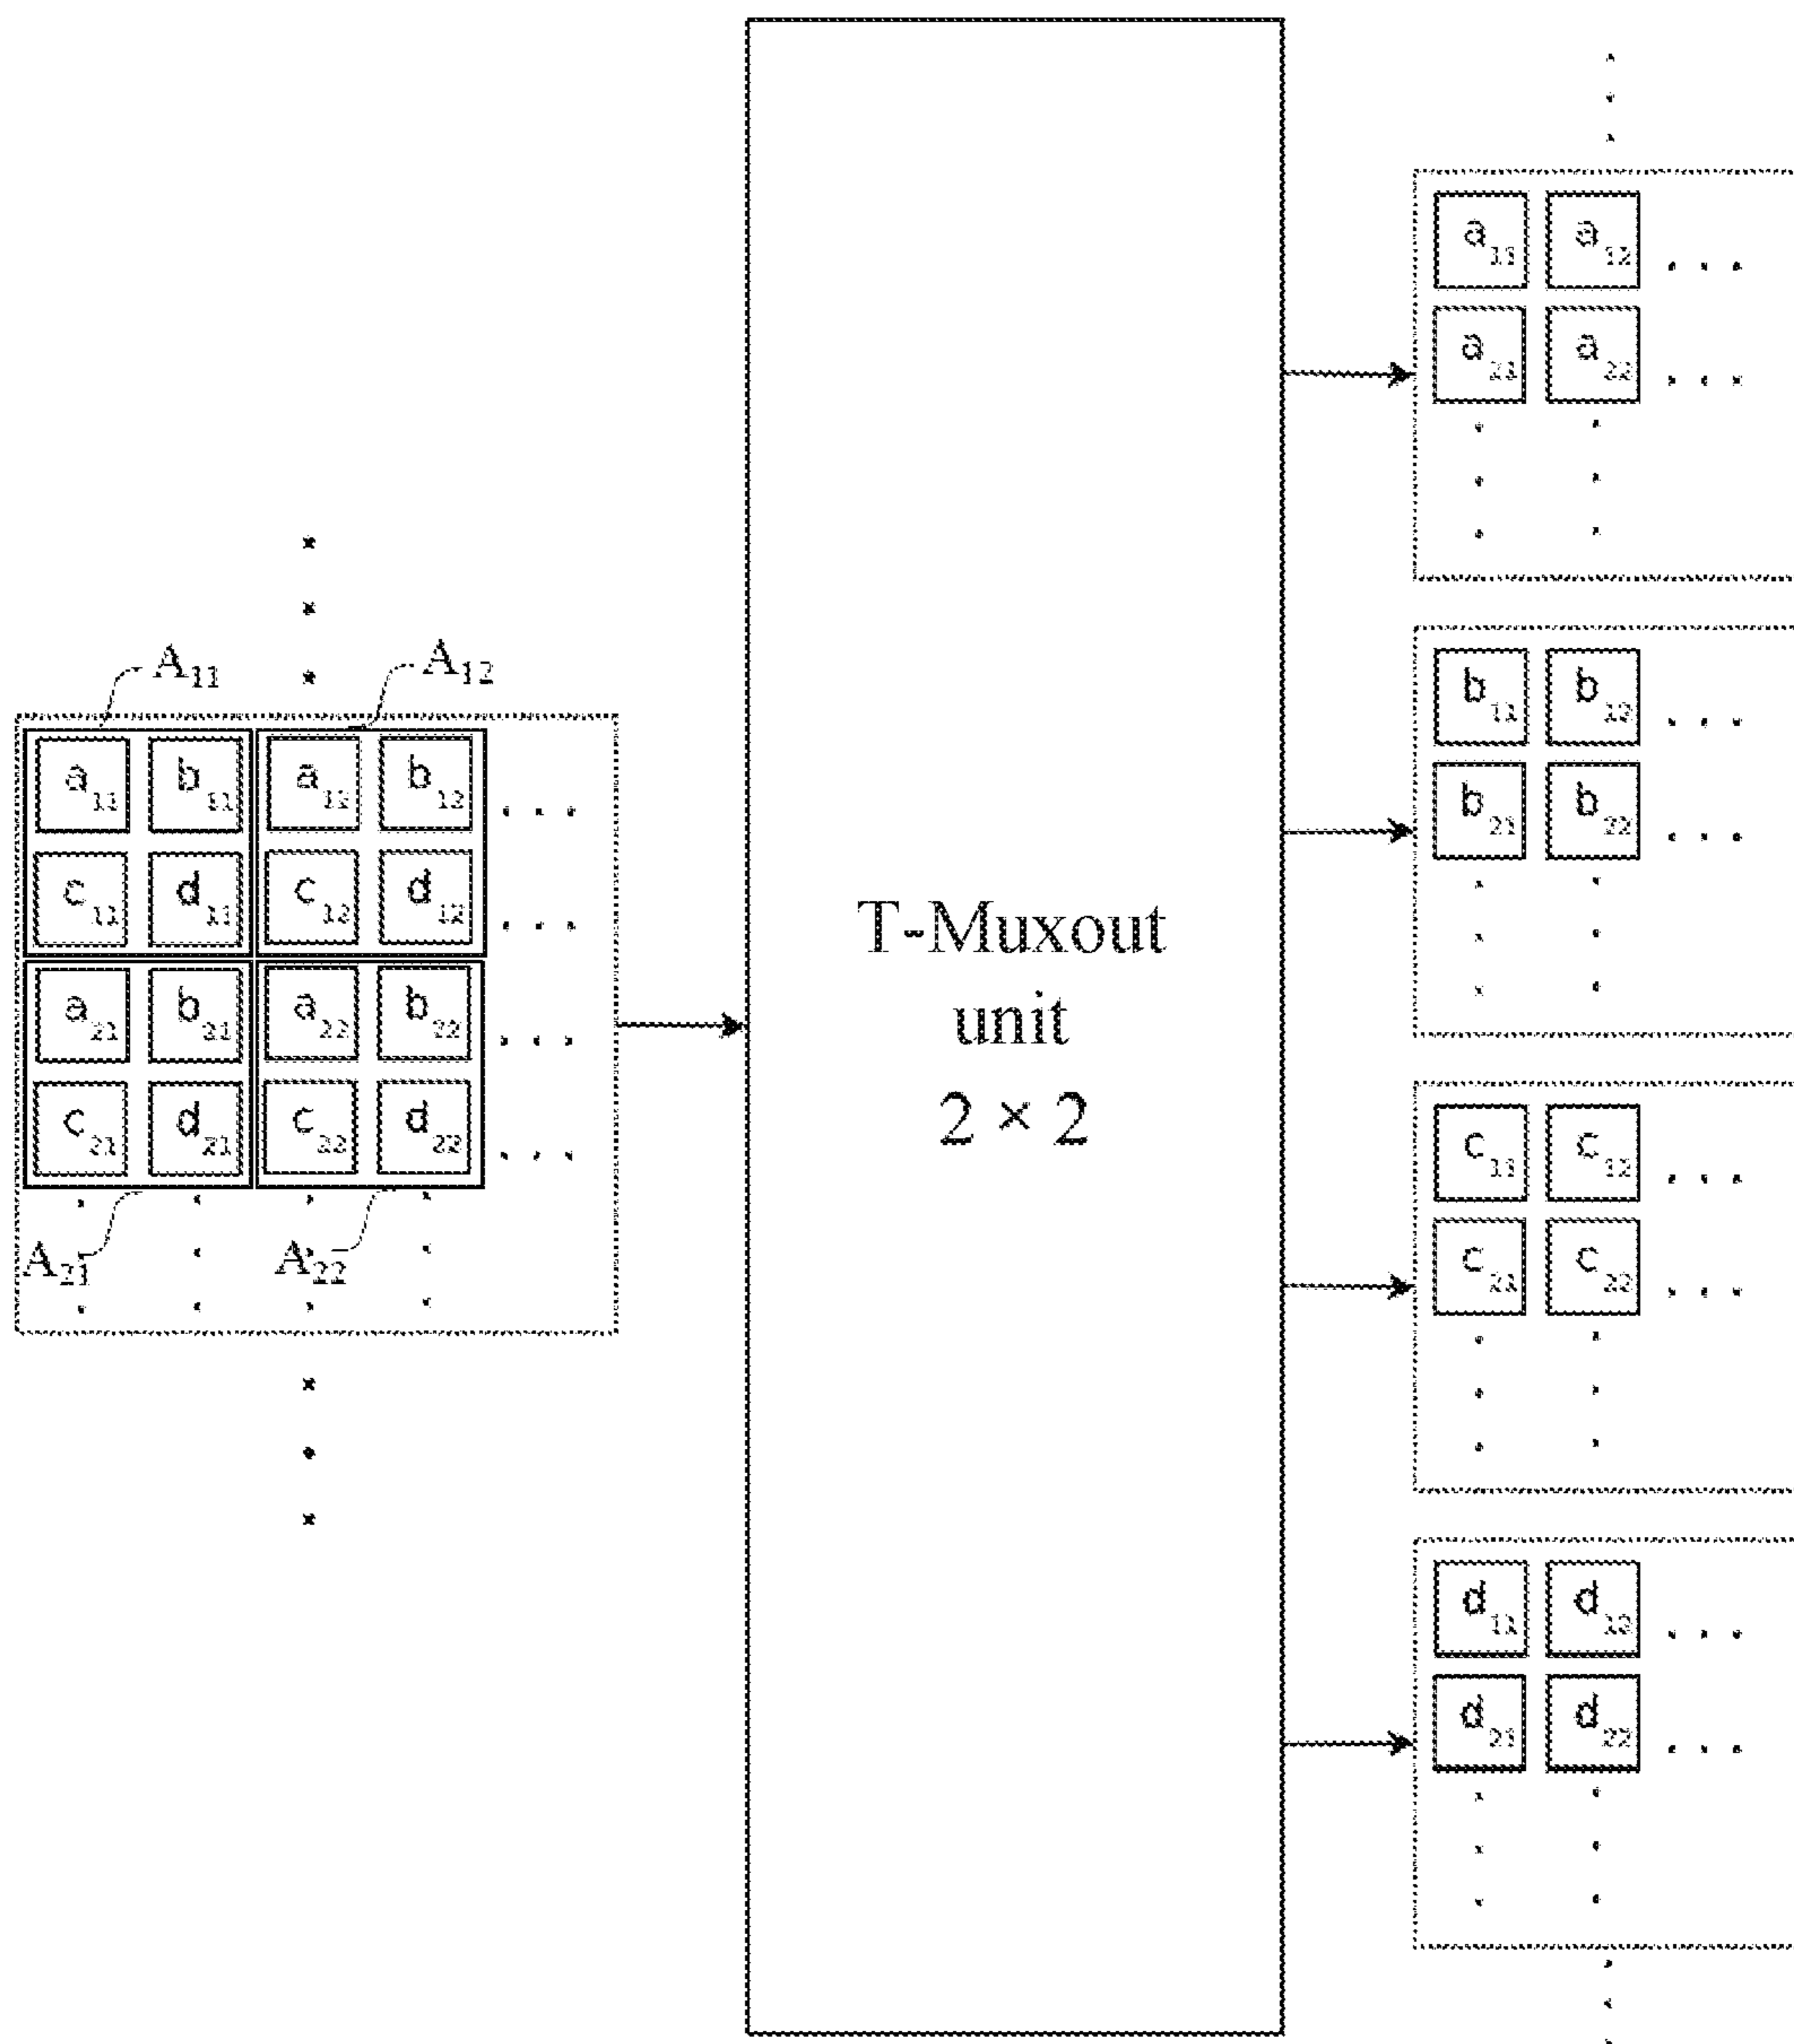 A₁₁ A₁₂
a₁₁ b₁₁ a₁₂ b₁₂ . . .
c₁₁ d₁₁ c₁₂ d₁₂ . . .
a₂₁ b₂₁ a₂₂ b₂₂ . . .
c₂₁ d₂₁ c₂₂ d₂₂ . . .
A₂₁ A₂₂
T-Muxout
unit
2 × 2
a₁₁ a₁₂ . . .
a₂₁ a₂₂ . . .
b₁₁ b₁₂ . . .
b₂₁ b₂₂ . . .
c₁₁ c₁₂ . . .
c₂₁ c₂₂ . . .
d₁₁ d₁₂ . . .
d₂₁ d₂₂ . . .